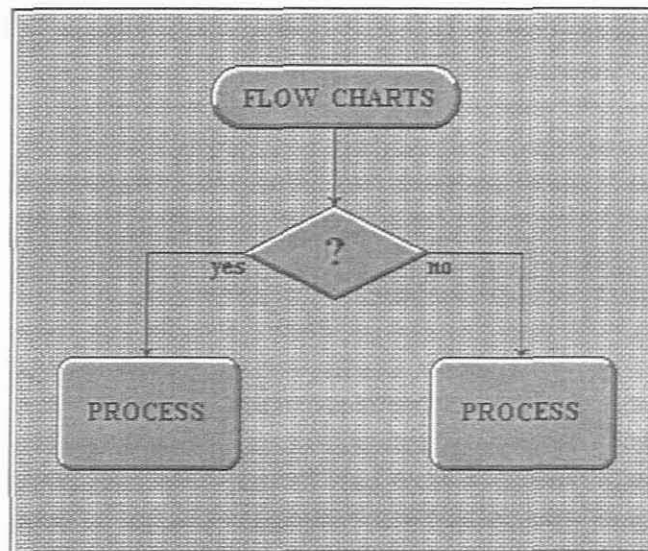 FLOW CHARTS
?
yes
no
PROCESS
PROCESS